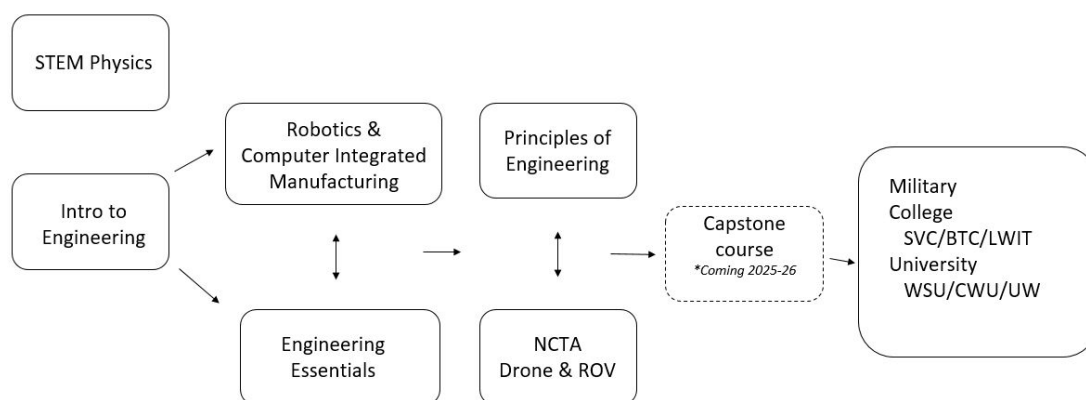 STEM Physics
Intro to
Engineering
Robotics &
Computer Integrated
Manufacturing
Engineering
Essentials
Principles of
Engineering
NCTA
Drone & ROV
Capstone
course
*Coming 2025-26
Military
College
SVC/BTC/LWIT
University
WSU/CWU/UW